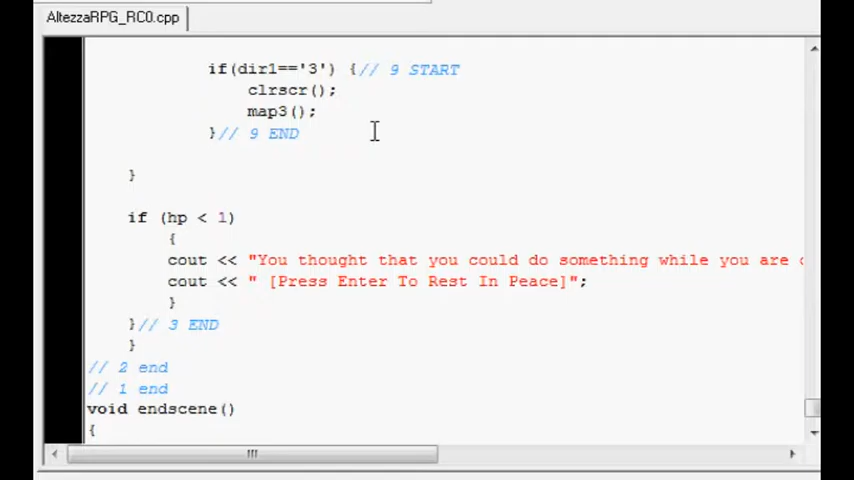 AltezzaRPG_RC0.cpp
if(dir1=='3') {// 9 START
clrscr();
map3();
}// 9 END
}
if (hp < 1)
{
cout << "You thought that you could do something while you are
cout << " [Press Enter To Rest In Peace]";
}
}// 3 END
}
// 2 end
// 1 end
void endscene()
{